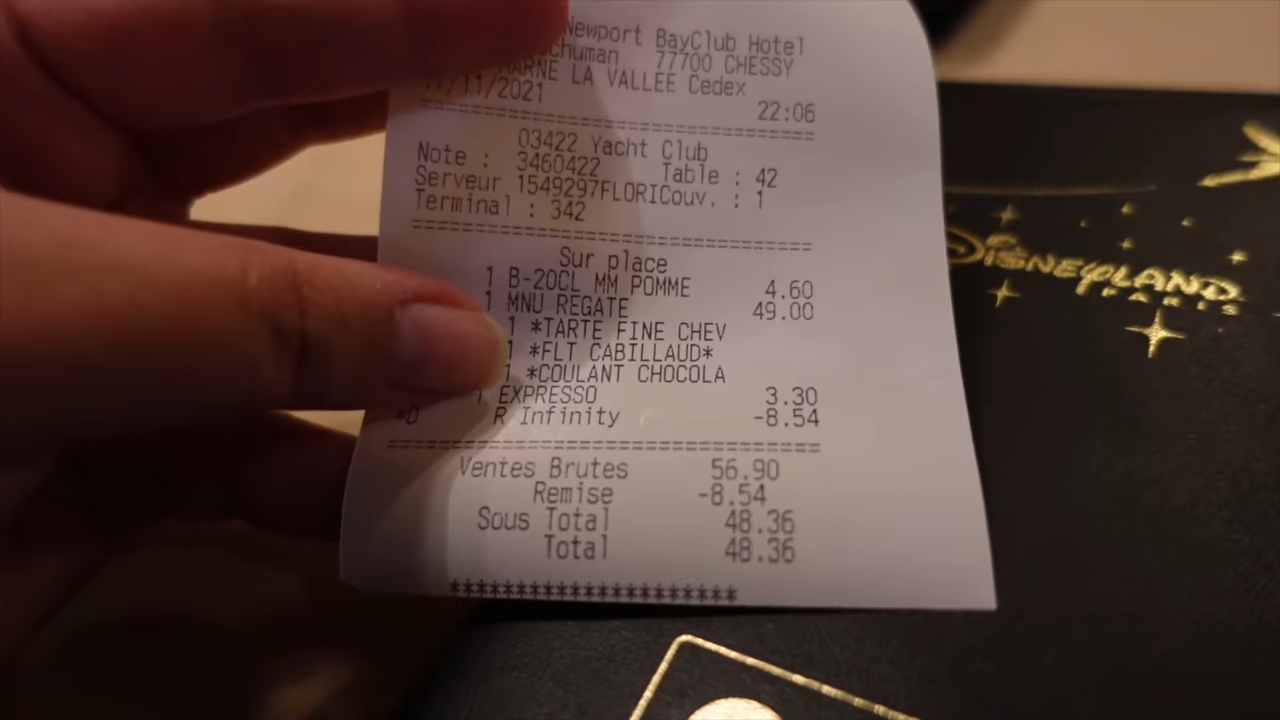 Newport BayClub Hotel
77700 CHESSY
MARNE LA VALLEE Cedex
/11/2021
22:06
03422 Yacht Club
Note : 3460422 Table : 42
Serveur 1549297FLORICouv. : 1
Terminal : 342
Sur place
1 B-20CL MM POMME 4.60
1 MNU REGATE 49.00
1 *TARTE FINE CHEV
1 *FLT CABILLAUD*
1 *COULANT CHOCOLA
1 EXPRESSO 3.30
*D R Infinity -8.54
Ventes Brutes 56.90
Remise -8.54
Sous Total 48.36
Total 48.36
*********************
DISNEYLAND
PARIS